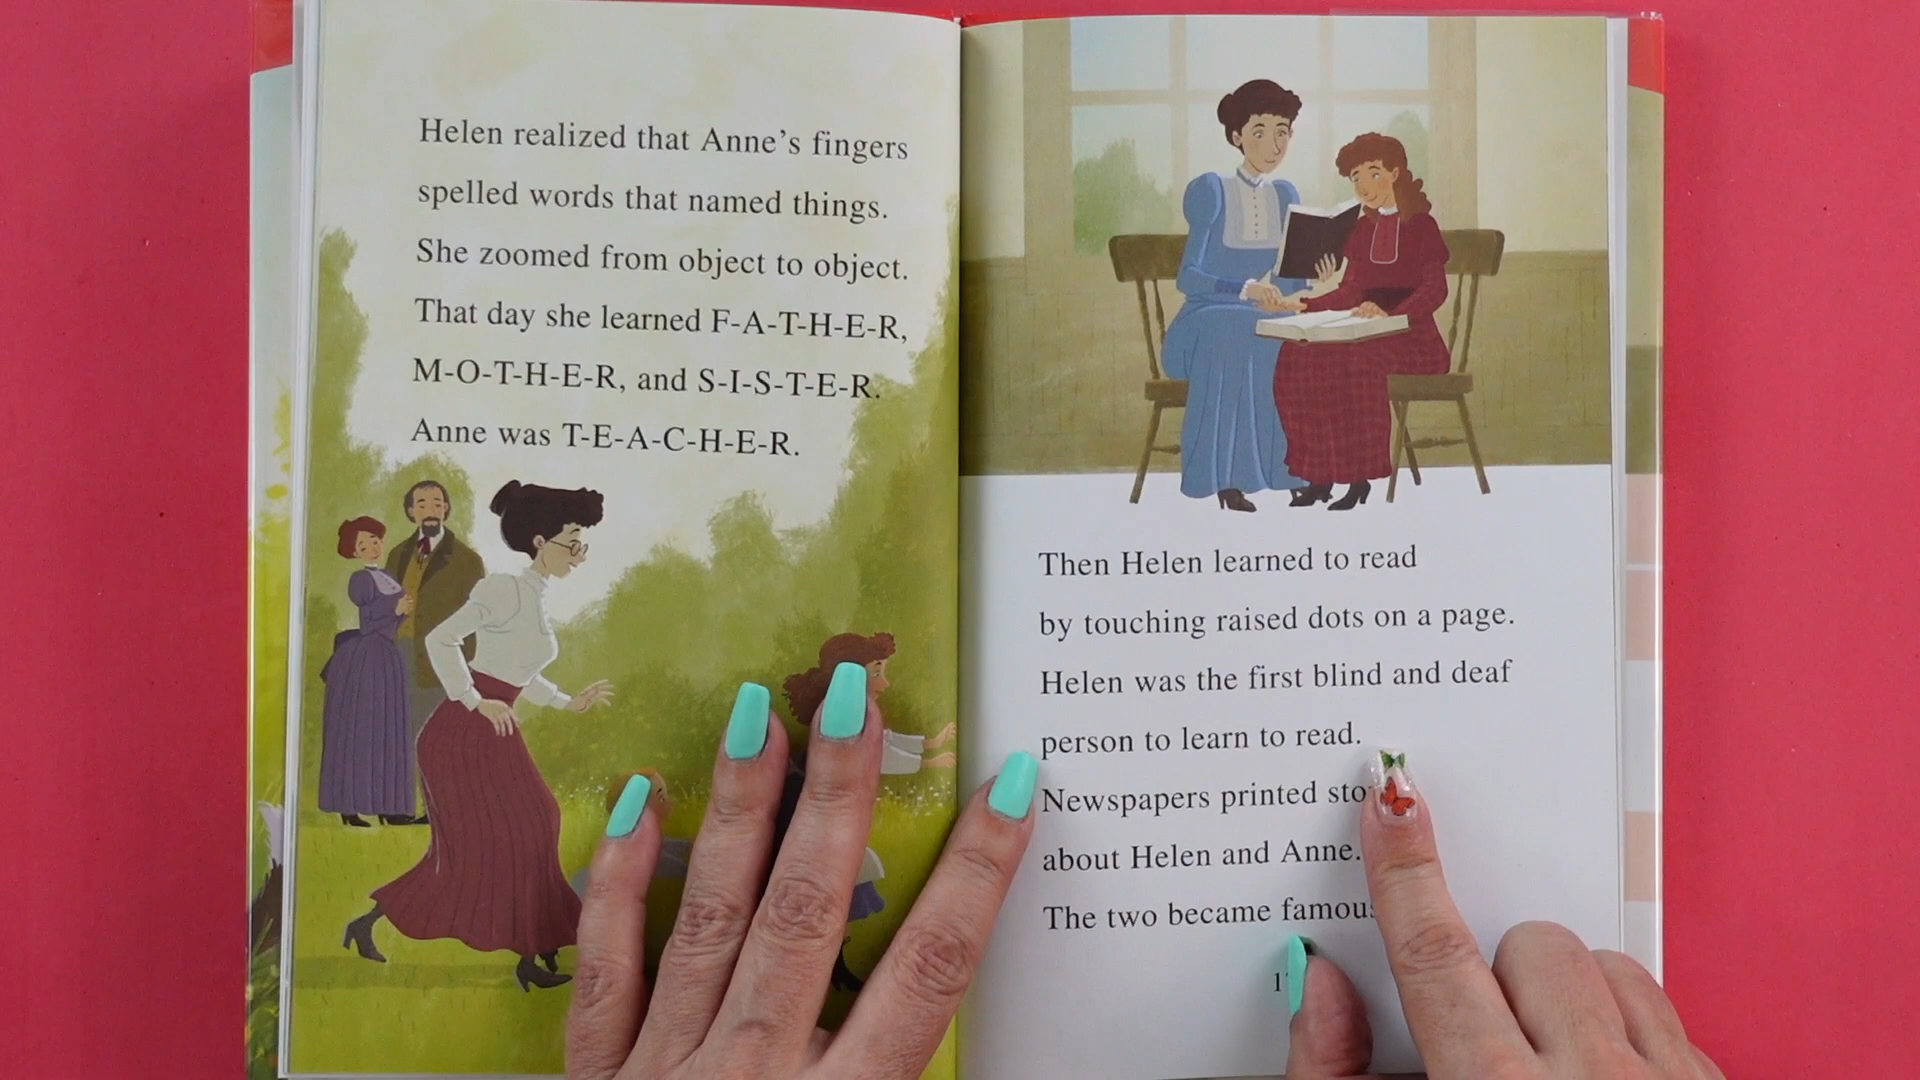 Helen realized that Anne's fingers
spelled words that named things.
She zoomed from object to object.
That day she learned F-A-T-H-E-R,
M-O-T-H-E-R, and S-I-S-T-E-R.
Anne was T-E-A-C-H-E-R.
Then Helen learned to read
by touching raised dots on a page.
Helen was the first blind and deaf
person to learn to read.
Newspapers printed
about Helen and Anne.
The two became famous